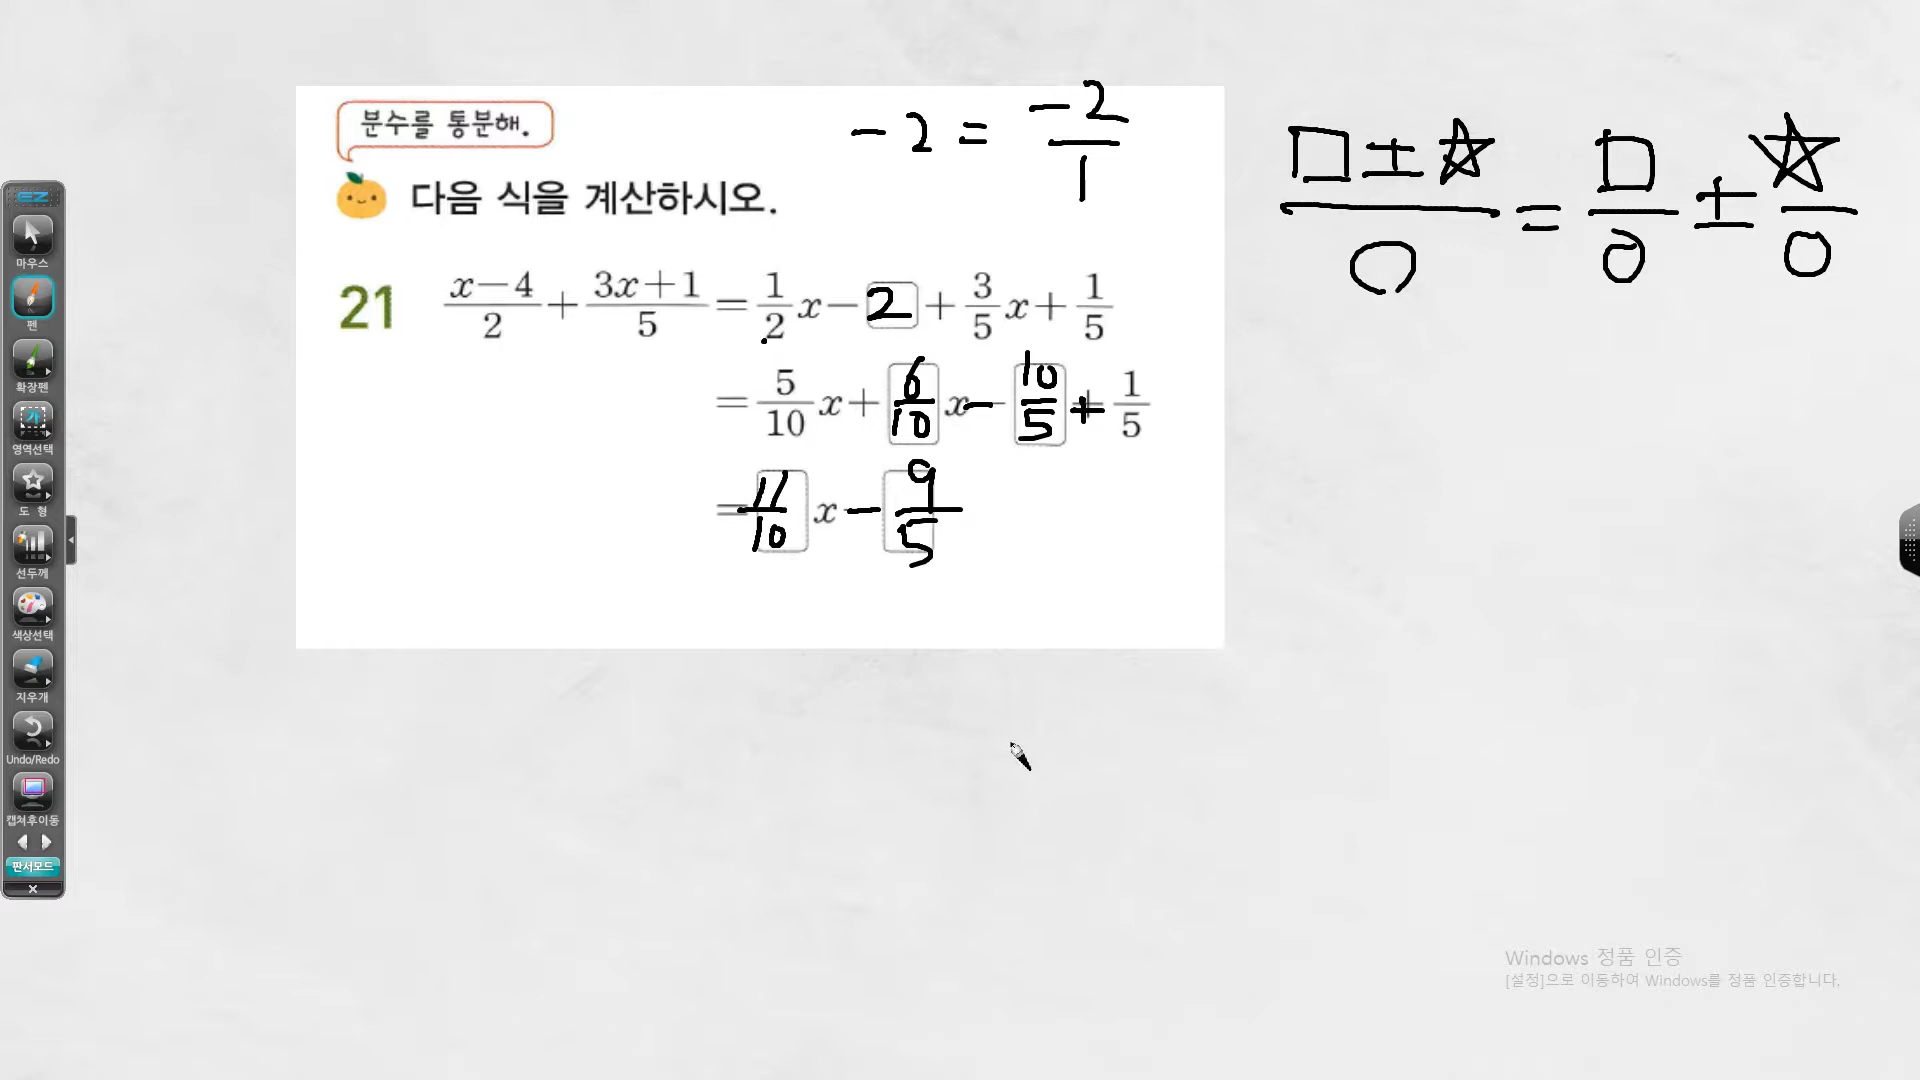 분수를 통분해.
-2 = -2/1
다음 식을 계산하시오.
(□±☆)/○ = □/○ ± ☆/○
21 (x-4)/2 + (3x+1)/5 = 1/2 x - 2 + 3/5 x + 1/5
= 5/10 x + 6/10 x - 10/5 + 1/5
= 11/10 x - 9/5
EZ
마우스
펜
확장펜
가
영역선택
도 형
선두께
색상선택
지우개
Undo/Redo
캡쳐후이동
판서모드
x
Windows 정품 인증
[설정]으로 이동하여 Windows를 정품 인증합니다.